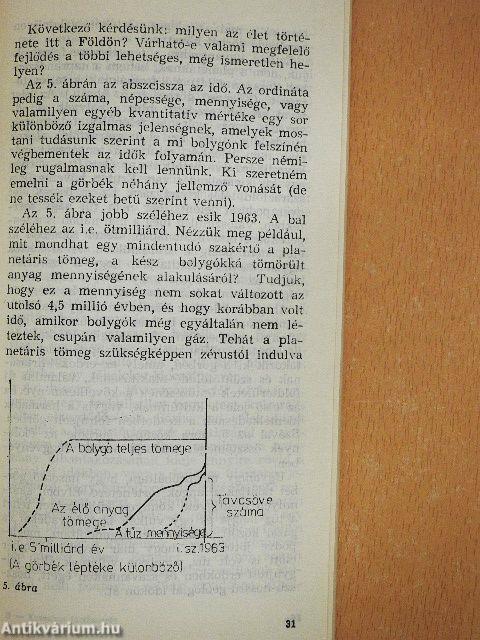 Következő kérdésünk: milyen az élet törté-
nete itt a Földön? Várható-e valami megfelelő
fejlődés a többi lehetséges, még ismeretlen he-
lyen?
Az 5. ábrán az abszcissza az idő. Az ordináta
pedig a száma, népessége, mennyisége, vagy
valamilyen egyéb kvantitatív mértéke egy sor
különböző izgalmas jelenségnek, amelyek mos-
tani tudásunk szerint a mi bolygónk felszínén
végbementek az idők folyamán. Persze némi-
leg rugalmasnak kell lennünk. Ki szeretném
emelni a görbék néhány jellemző vonását (de
ne tessék ezeket betű szerint venni).
Az 5. ábra jobb széléhez esik 1963. A bal
széléhez az i.e. ötmilliárd. Nézzük meg például,
mit mondhat egy mindentudó szakértő a pla-
netáris tömeg, a kész bolygókká tömörült
anyag mennyiségének alakulásáról? Tudjuk,
hogy ez a mennyiség nem sokat változott az
utolsó 4,5 millió évben, és hogy korábban volt
idő, amikor bolygók még egyáltalán nem lé-
teztek, csupán valamilyen gáz. Tehát a pla-
netáris tömeg szükségképpen zérustól indulva
A bolygó teljes tömege
Az élő anyag
tömege
Távcsöve
száma
A tűz mennyisége
i.e. 5 milliárd év i.sz. 1963
(A görbék léptéke különböző!)
5. ábra
31
Antikvárium.hu